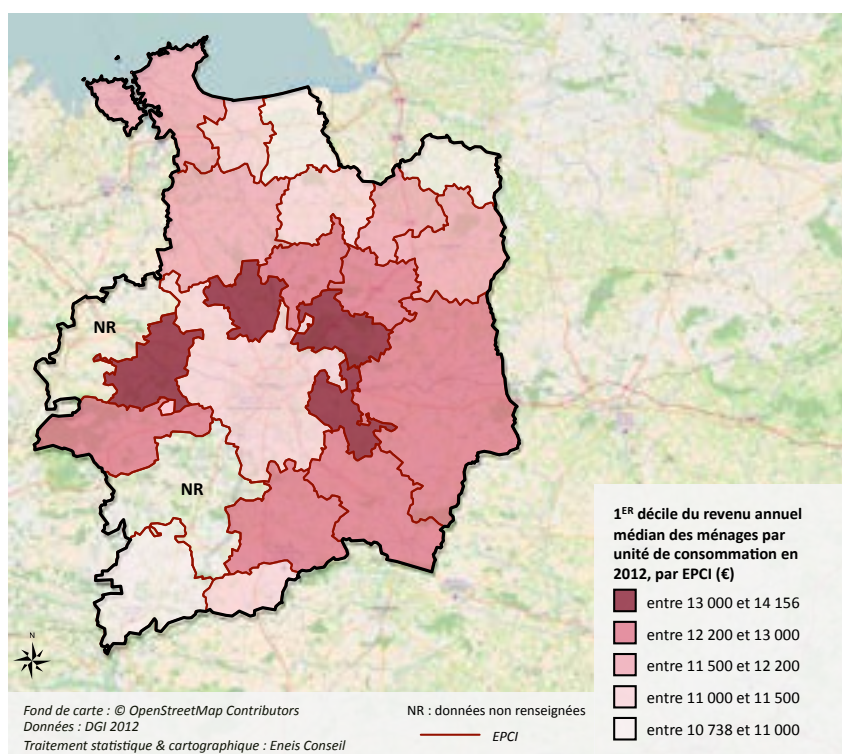 NR
NR
1ER décile du revenu annuel
médian des ménages par
unité de consommation en
2012, par EPCI (€)
entre 13 000 et 14 156
entre 12 200 et 13 000
entre 11 500 et 12 200
entre 11 000 et 11 500
entre 10 738 et 11 000
N
Fond de carte : © OpenStreetMap Contributors
Données : DGI 2012
Traitement statistique & cartographique : Eneis Conseil
NR : données non renseignées
EPCI